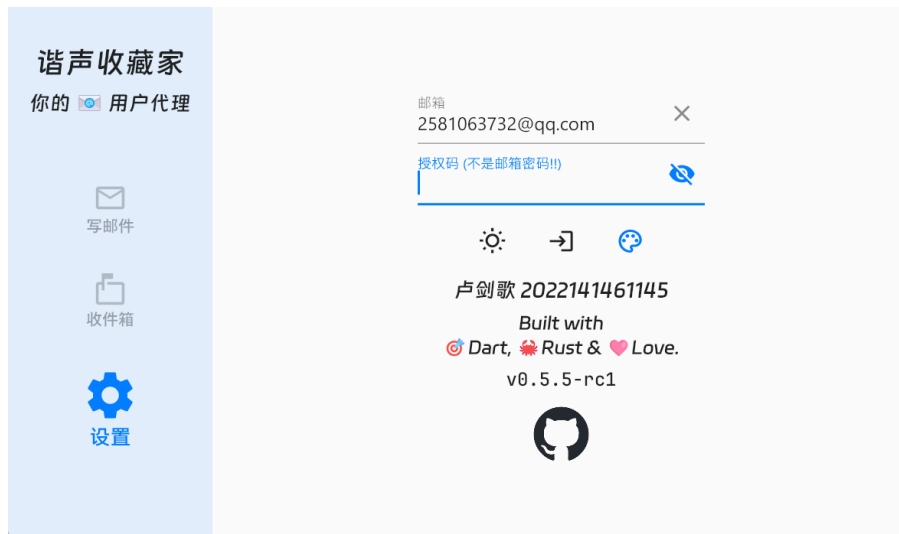 谐声收藏家
你的 📧 用户代理
写邮件
收件箱
设置
邮箱
2581063732@qq.com
授权码 (不是邮箱密码!!)
卢剑歌 2022141461145
Built with
🎯 Dart, 🦀 Rust & 🩷 Love.
v0.5.5-rc1